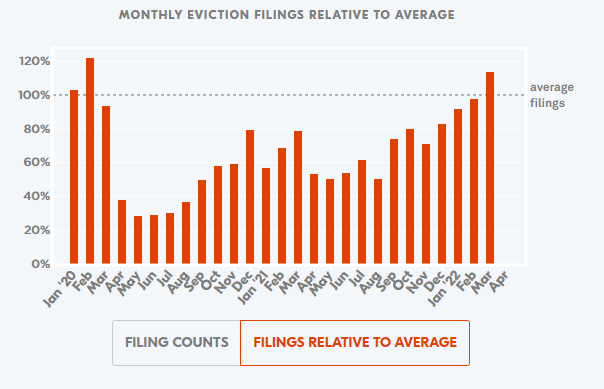 MONTHLY EVICTION FILINGS RELATIVE TO AVERAGE
120%
100%
80%
60%
40%
20%
0%
average
filings
Jan '20
Feb
Mar
Apr
May
Jun
Jul
Aug
Sep
Oct
Nov
Dec
Jan '21
Feb
Mar
Apr
May
Jun
Jul
Aug
Sep
Oct
Nov
Dec
Jan '22
Feb
Mar
Apr
FILING COUNTS
FILINGS RELATIVE TO AVERAGE